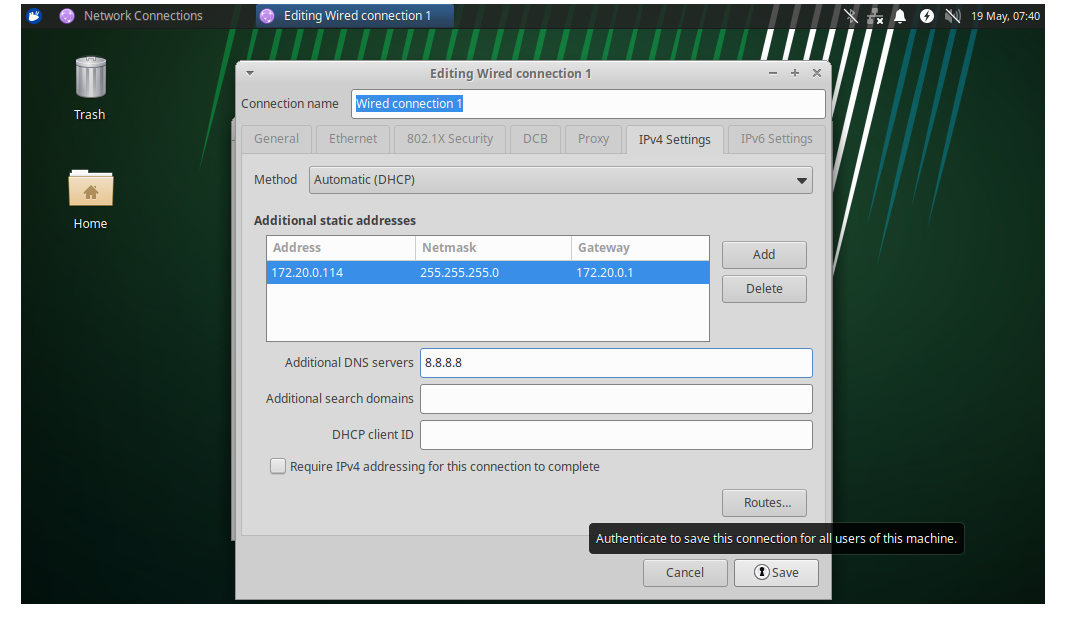 Network Connections
Editing Wired connection 1
19 May, 07:40
Trash
Home
Editing Wired connection 1
Connection name
Wired connection 1
General
Ethernet
802.1X Security
DCB
Proxy
IPv4 Settings
IPv6 Settings
Method
Automatic (DHCP)
Additional static addresses
Address
Netmask
Gateway
172.20.0.114
255.255.255.0
172.20.0.1
Add
Delete
Additional DNS servers
8.8.8.8
Additional search domains
DHCP client ID
Require IPv4 addressing for this connection to complete
Routes...
Authenticate to save this connection for all users of this machine.
Cancel
Save